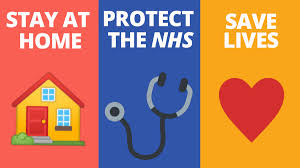 STAY AT
HOME
PROTECT
THE NHS
SAVE
LIVES